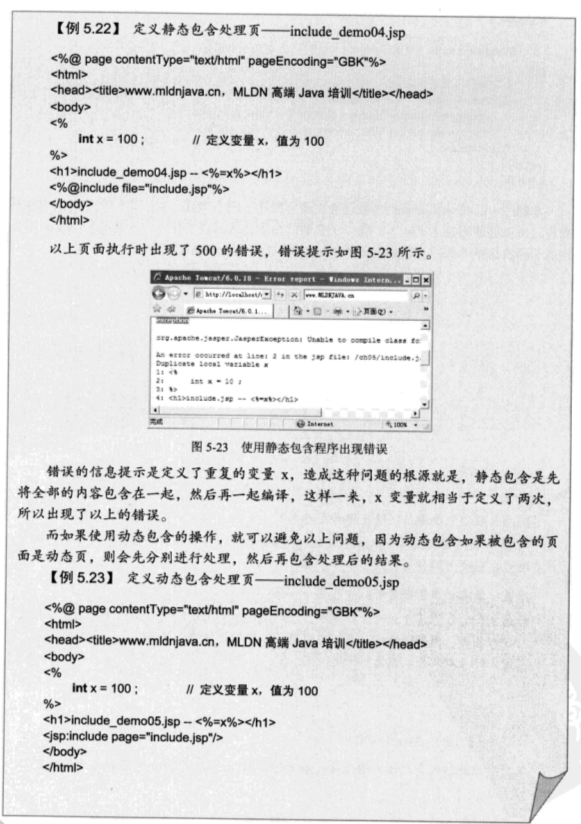 【例 5.22】 定义静态包含处理页——include_demo04.jsp
<%@ page contentType="text/html" pageEncoding="GBK"%>
<html>
<head><title>www.mldnjava.cn，MLDN 高端 Java 培训</title></head>
<body>
<%
int x = 100 ; // 定义变量 x，值为 100
%>
<h1>include_demo04.jsp -- <%=x%></h1>
<%@include file="include.jsp"%>
</body>
</html>
以上页面执行时出现了 500 的错误，错误提示如图 5-23 所示。
Apache Tomcat/6.0.18 - Error report - Windows Intern...
http://localhost/ www.MLDNJAVA.cn
Apache Tomcat/6.0.1... 页面(P)
org.apache.jasper.JasperException: Unable to compile class fo
An error occurred at line: 2 in the jsp file: /ch05/include.j
Duplicate local variable x
1: <%
2: int x = 10 ;
3: %>
4: <h1>include.jsp -- <%=x%></h1>
完成 Internet 100%
图 5-23 使用静态包含程序出现错误
错误的信息提示是定义了重复的变量 x，造成这种问题的根源就是，静态包含是先
将全部的内容包含在一起，然后再一起编译，这样一来，x 变量就相当于定义了两次，
所以出现了以上的错误。
而如果使用动态包含的操作，就可以避免以上问题，因为动态包含如果被包含的页
面是动态页，则会先分别进行处理，然后再包含处理后的结果。
【例 5.23】 定义动态包含处理页——include_demo05.jsp
<%@ page contentType="text/html" pageEncoding="GBK"%>
<html>
<head><title>www.mldnjava.cn，MLDN 高端 Java 培训</title></head>
<body>
<%
int x = 100 ; // 定义变量 x，值为 100
%>
<h1>include_demo05.jsp -- <%=x%></h1>
<jsp:include page="include.jsp"/>
</body>
</html>